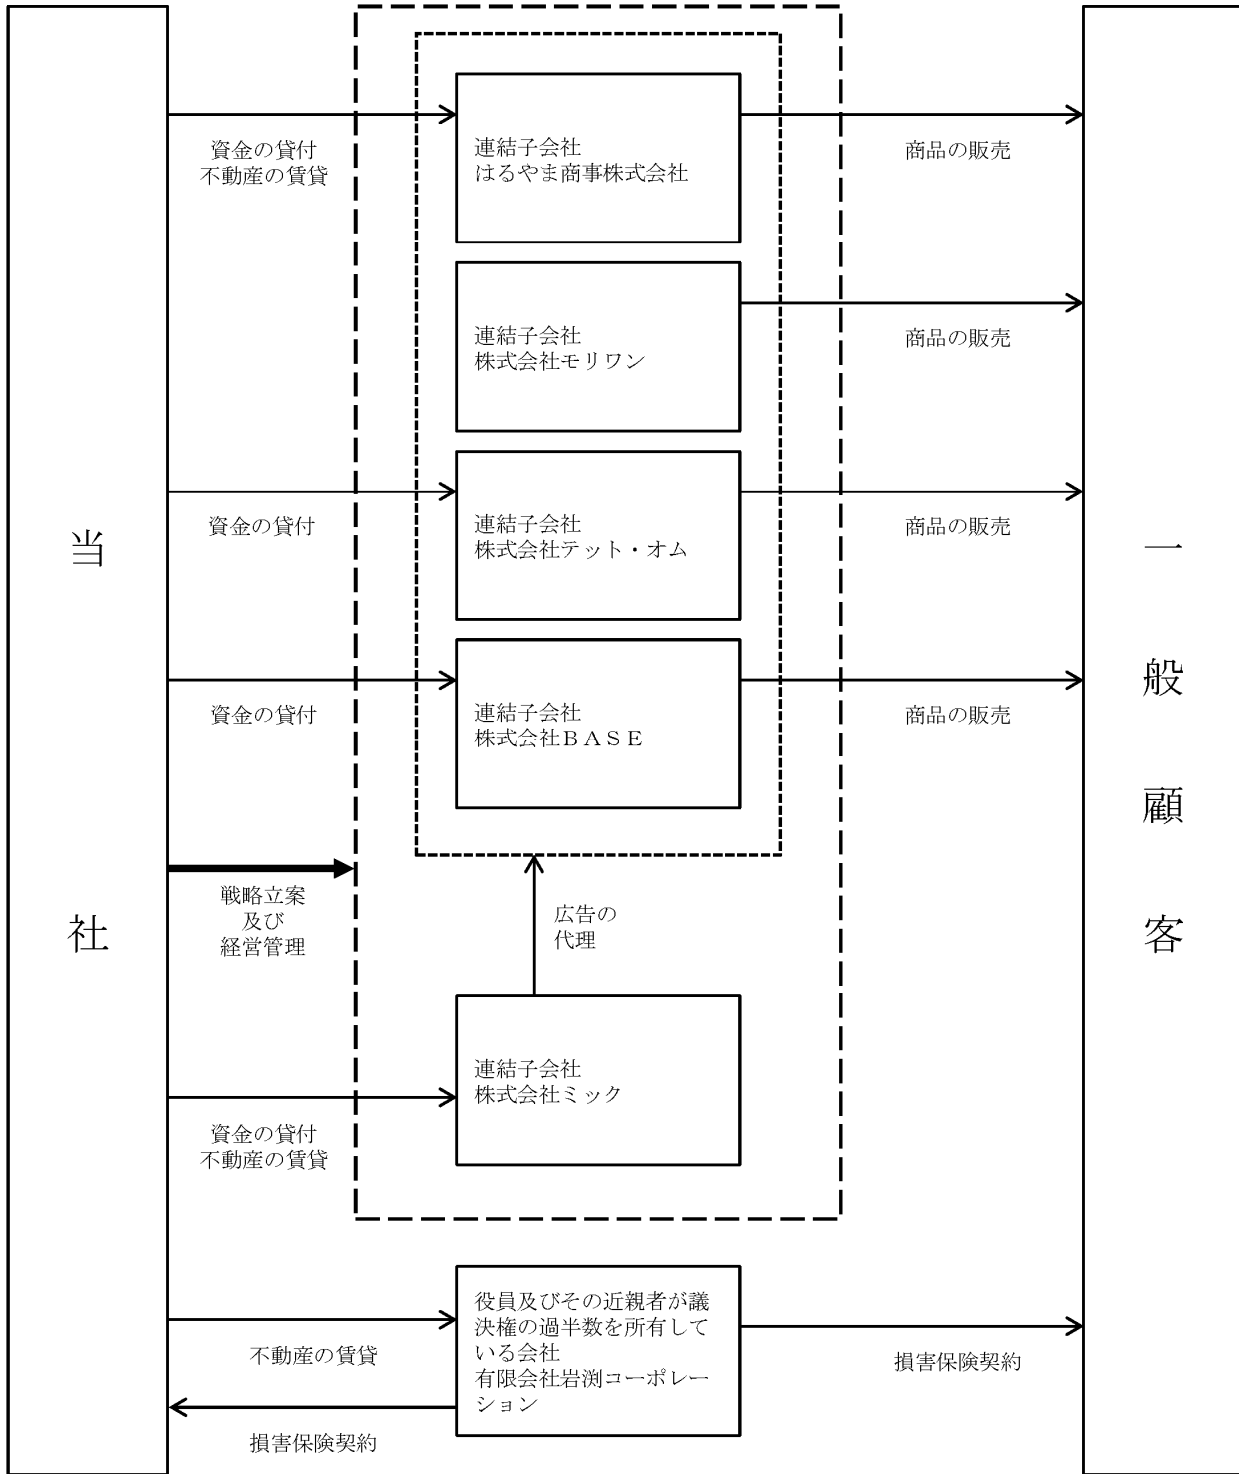 当社
資金の貸付
不動産の賃貸
連結子会社
はるやま商事株式会社
商品の販売
連結子会社
株式会社モリワン
商品の販売
資金の貸付
連結子会社
株式会社テット・オム
商品の販売
資金の貸付
連結子会社
株式会社ＢＡＳＥ
商品の販売
戦略立案
及び
経営管理
広告の
代理
連結子会社
株式会社ミック
資金の貸付
不動産の賃貸
不動産の賃貸
役員及びその近親者が議
決権の過半数を所有して
いる会社
有限会社岩渕コーポレー
ション
損害保険契約
損害保険契約
一般顧客